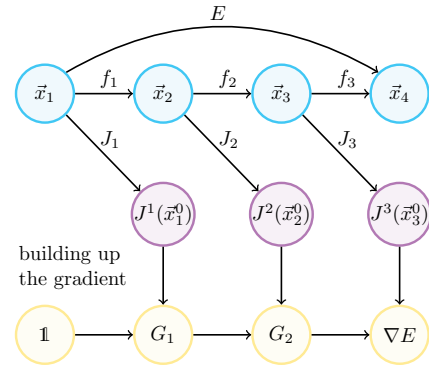 E
f₁ f₂ f₃
x⃗₁ x⃗₂ x⃗₃ x⃗₄
J₁ J₂ J₃
J¹(x⃗₁⁰) J²(x⃗₂⁰) J³(x⃗₃⁰)
building up
the gradient
𝟙 G₁ G₂ ∇E